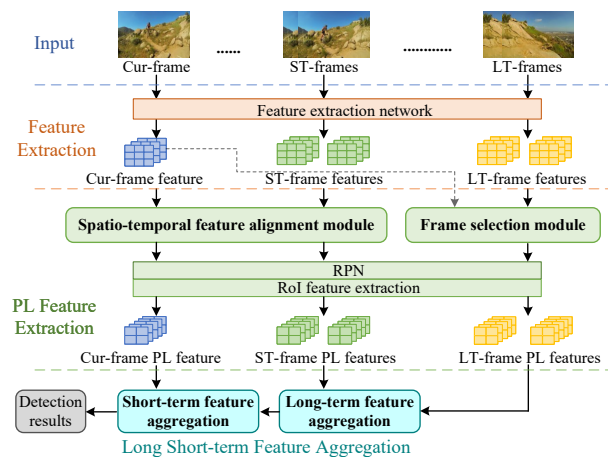 Input
......
............
Cur-frame
ST-frames
LT-frames
Feature extraction network
Feature
Extraction
Cur-frame feature
ST-frame features
LT-frame features
Spatio-temporal feature alignment module
Frame selection module
RPN
RoI feature extraction
PL Feature
Extraction
Cur-frame PL feature
ST-frame PL features
LT-frame PL features
Detection
results
Short-term feature
aggregation
Long-term feature
aggregation
Long Short-term Feature Aggregation